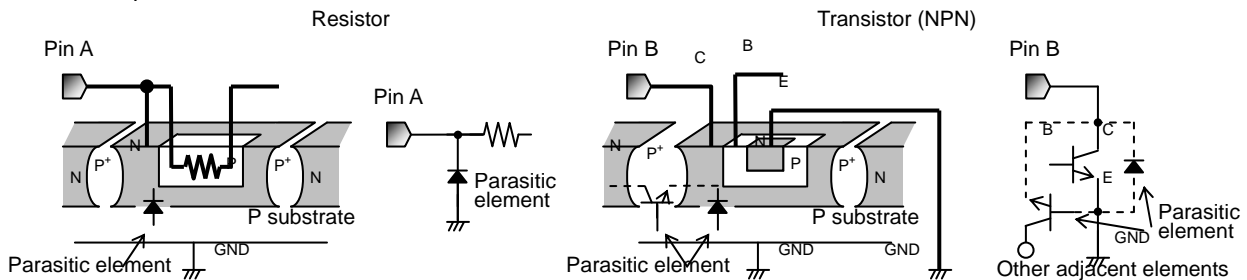 Resistor
Transistor (NPN)
Pin A
Pin B
C
B
E
Pin B
Pin A
N
P+
N
P+
P
N
Parasitic
element
P substrate
GND
Parasitic element
N
P+
N
P
P+
N
P substrate
GND
GND
Parasitic element
B
C
E
GND
Parasitic
element
Other adjacent elements